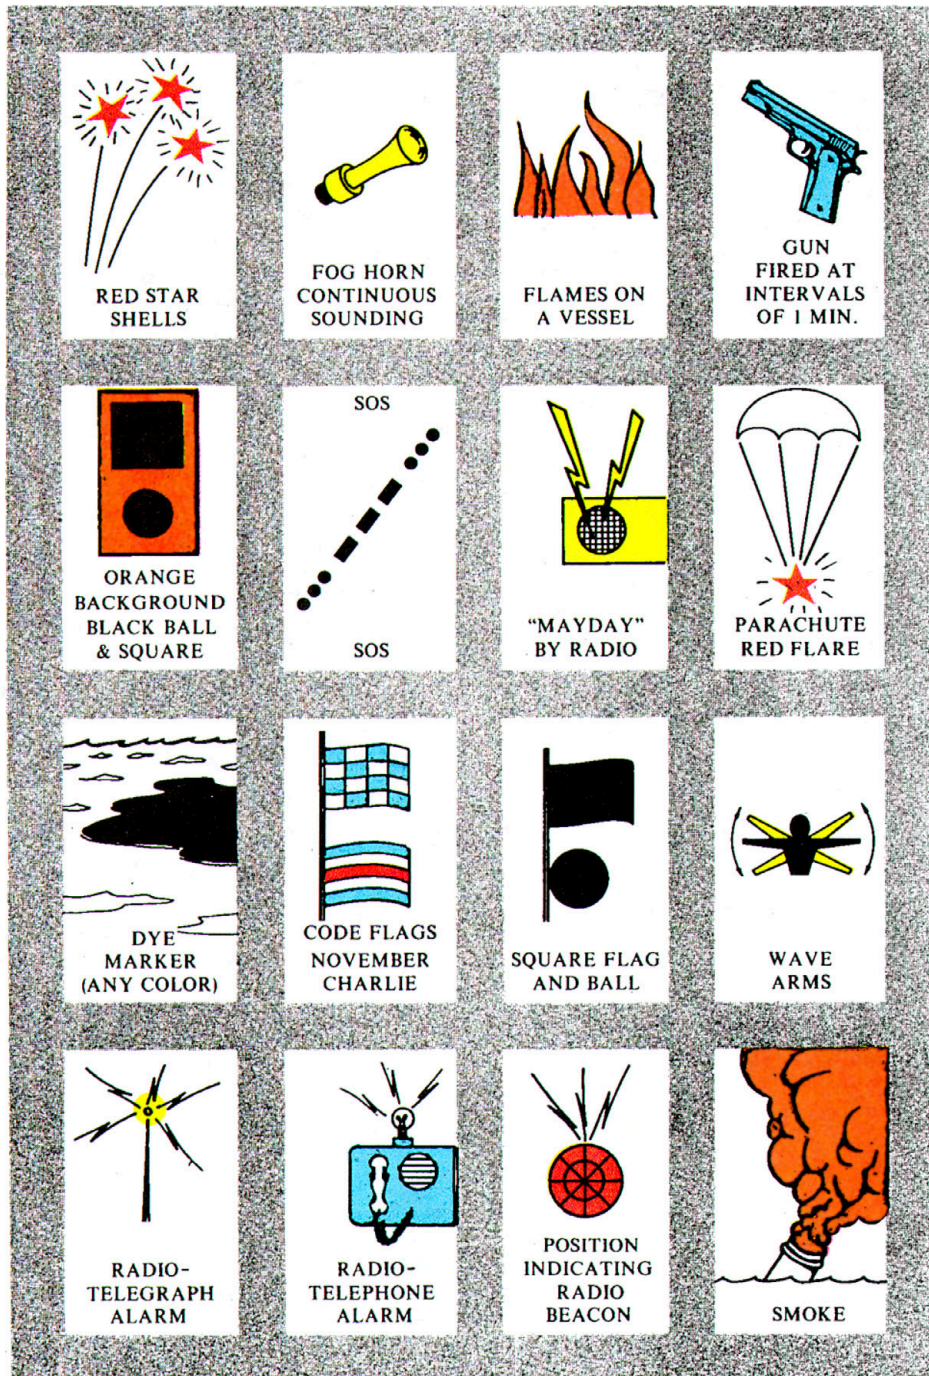 RED STAR
SHELLS
FOG HORN
CONTINUOUS
SOUNDING
FLAMES ON
A VESSEL
GUN
FIRED AT
INTERVALS
OF 1 MIN.
ORANGE
BACKGROUND
BLACK BALL
& SQUARE
SOS
SOS
"MAYDAY"
BY RADIO
PARACHUTE
RED FLARE
DYE
MARKER
(ANY COLOR)
CODE FLAGS
NOVEMBER
CHARLIE
SQUARE FLAG
AND BALL
WAVE
ARMS
RADIO-
TELEGRAPH
ALARM
RADIO-
TELEPHONE
ALARM
POSITION
INDICATING
RADIO
BEACON
SMOKE